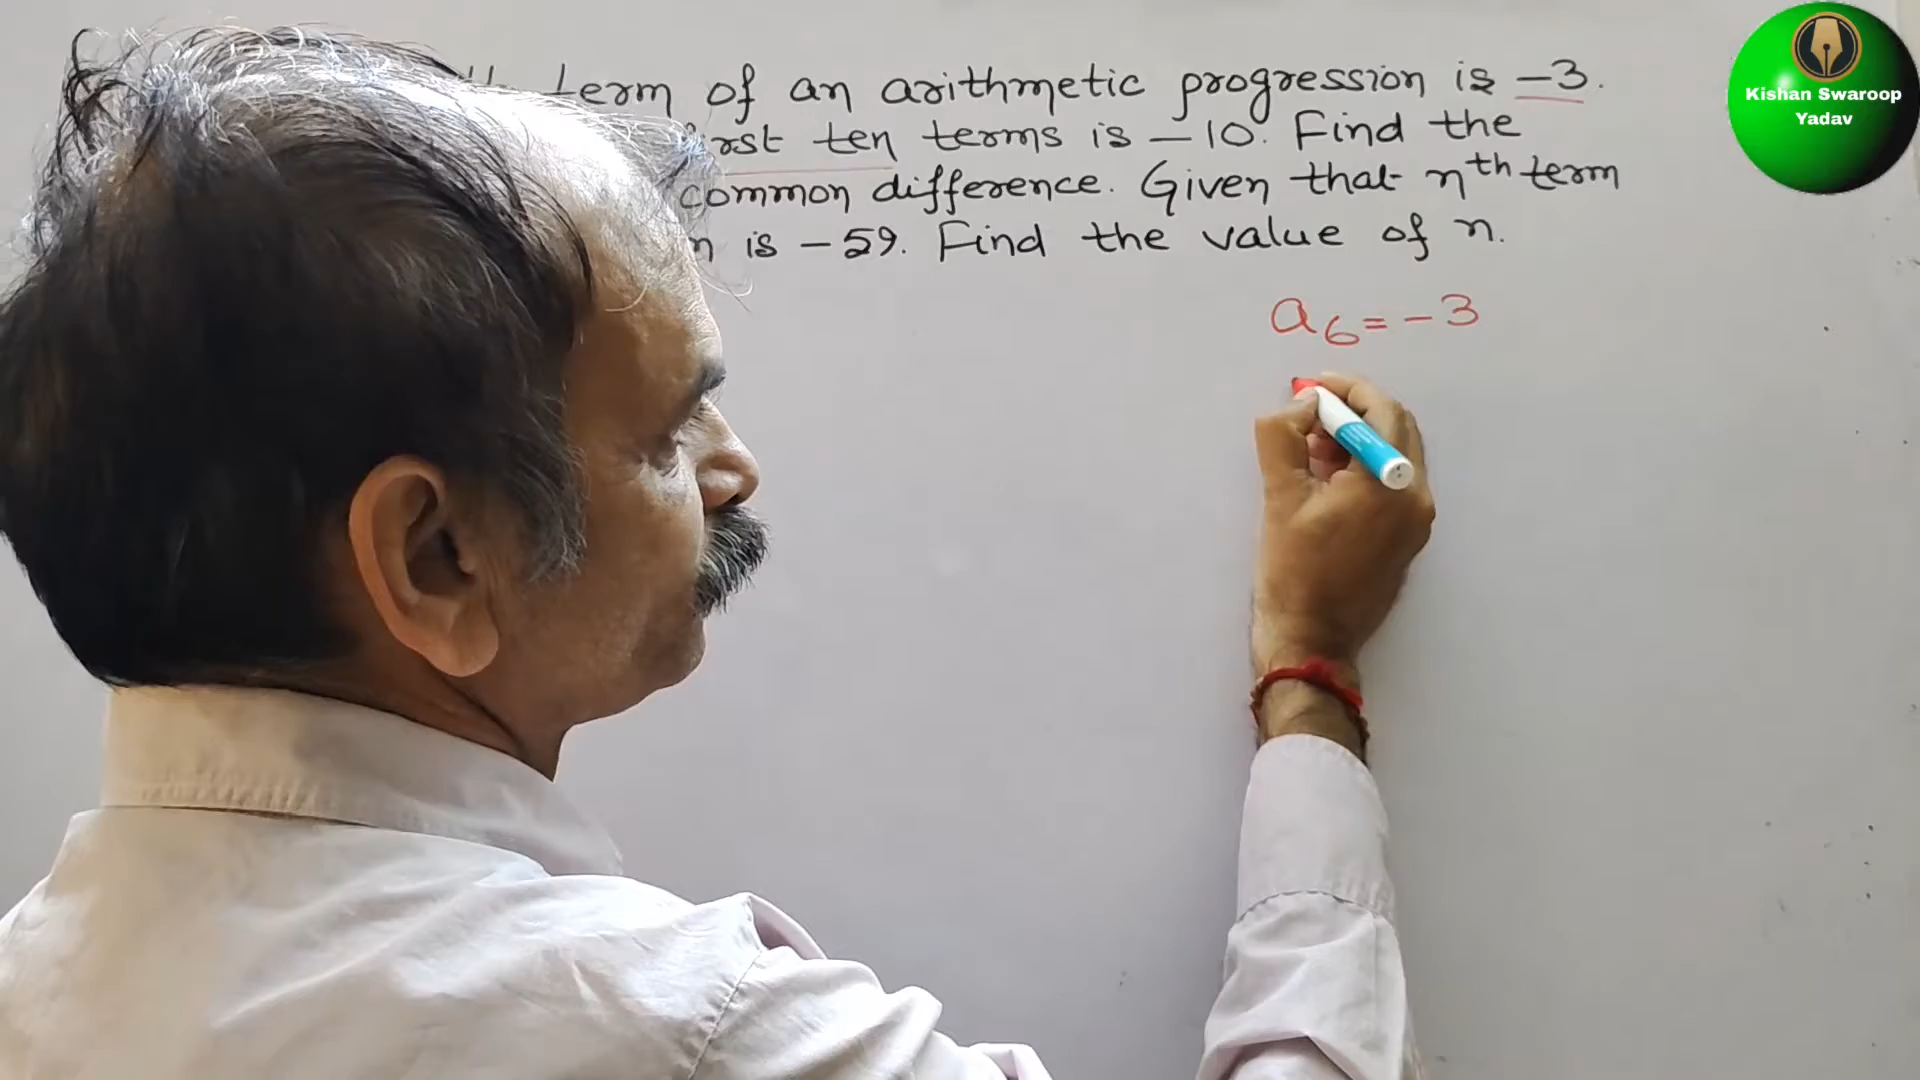 term of an arithmetic progression is -3.
ten terms is -10. Find the
common difference. Given that nth term
is -59. Find the value of n.
a6 = -3
Kishan Swaroop
Yadav